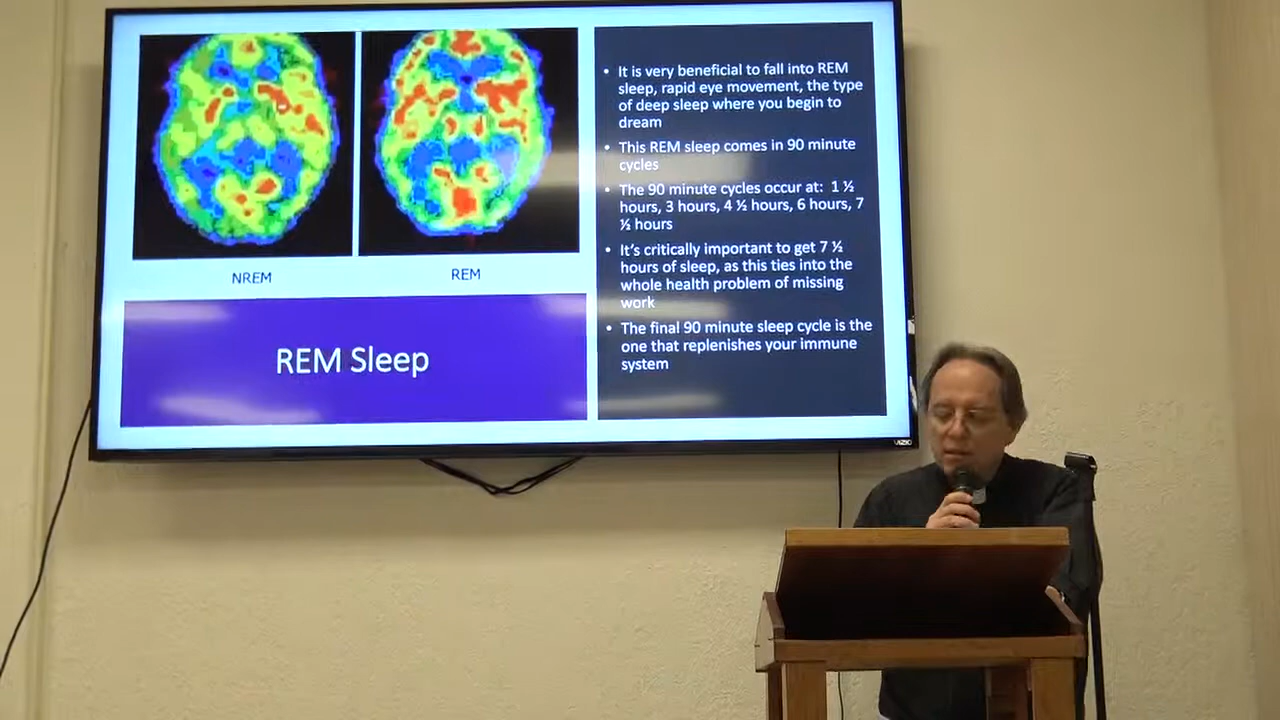 NREM
REM
REM Sleep
• It is very beneficial to fall into REM
sleep, rapid eye movement, the type
of deep sleep where you begin to
dream
• This REM sleep comes in 90 minute
cycles
• The 90 minute cycles occur at: 1 ½
hours, 3 hours, 4 ½ hours, 6 hours, 7
½ hours
• It's critically important to get 7 ½
hours of sleep, as this ties into the
whole health problem of missing
work
• The final 90 minute sleep cycle is the
one that replenishes your immune
system
VIZIO